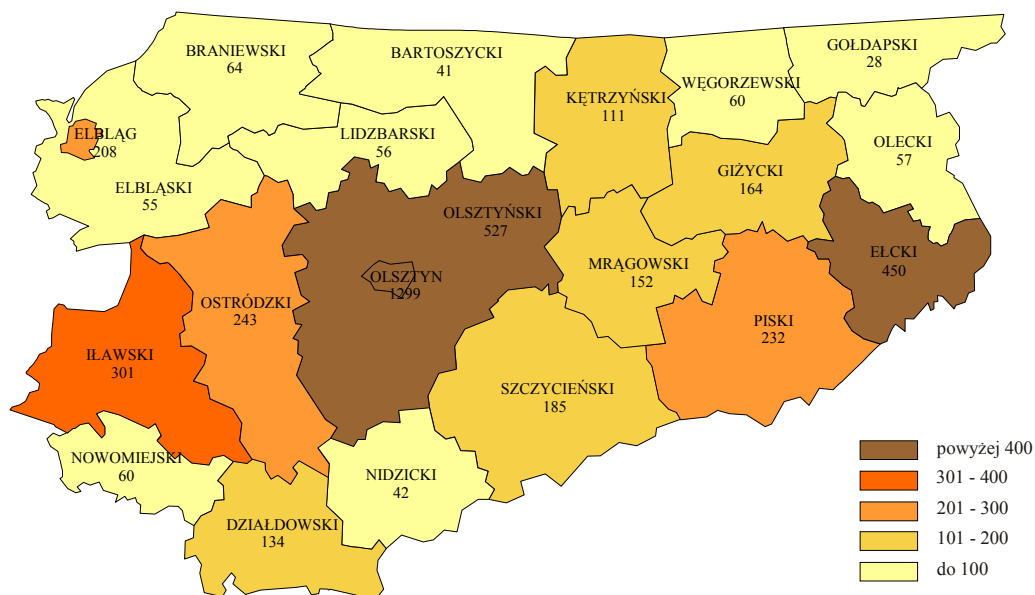 BRANIEWSKI
64
BARTOSZYCKI
41
GOŁDAPSKI
28
WĘGORZEWSKI
60
KĘTRZYŃSKI
111
ELBLĄG
208
LIDZBARSKI
56
OLECKI
57
GIŻYCKI
164
ELBLĄSKI
55
OLSZTYŃSKI
527
EŁCKI
450
MRĄGOWSKI
152
OLSZTYN
1299
OSTRÓDZKI
243
PISKI
232
IŁAWSKI
301
SZCZYCIEŃSKI
185
NOWOMIEJSKI
60
NIDZICKI
42
DZIAŁDOWSKI
134
powyżej 400
301 - 400
201 - 300
101 - 200
do 100